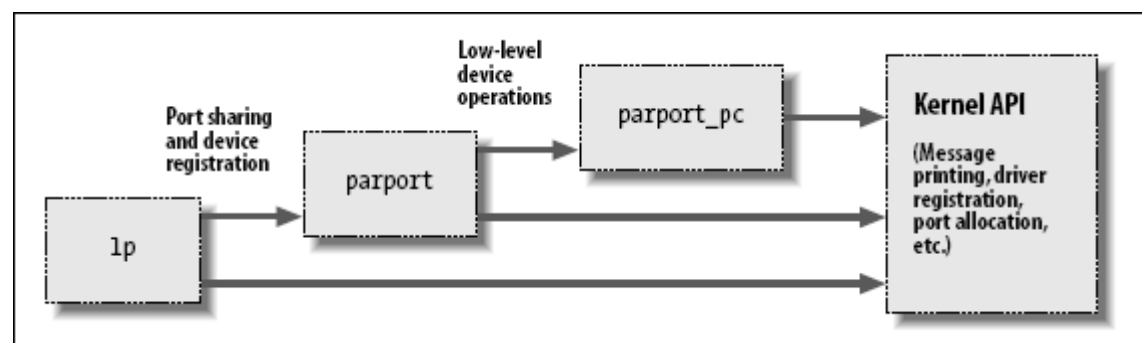 Low-level
device
operations
Port sharing
and device
registration
lp
parport
parport_pc
Kernel API
(Message
printing, driver
registration,
port allocation,
etc.)